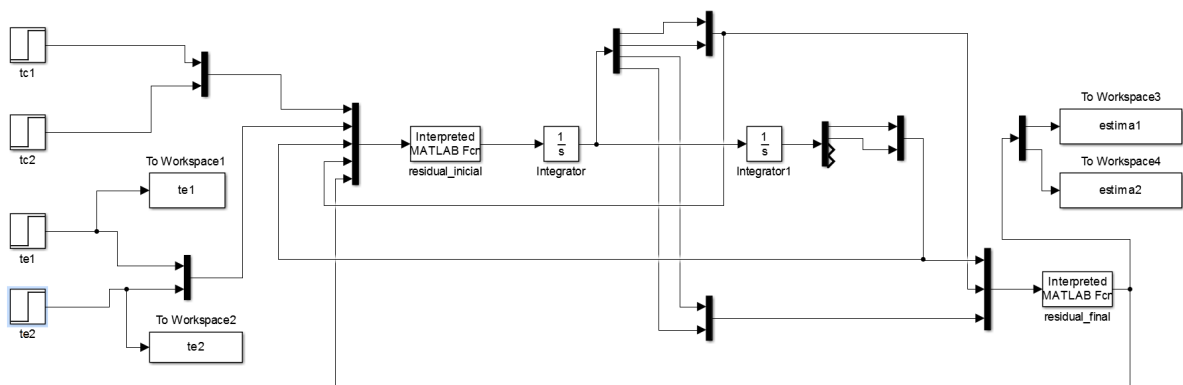 tc1
tc2
To Workspace1
te1
te1
te2
To Workspace2
te2
Interpreted
MATLAB Fcn
residual_inicial
1
s
Integrator
1
s
Integrator1
To Workspace3
estima1
To Workspace4
estima2
Interpreted
MATLAB Fcn
residual_final